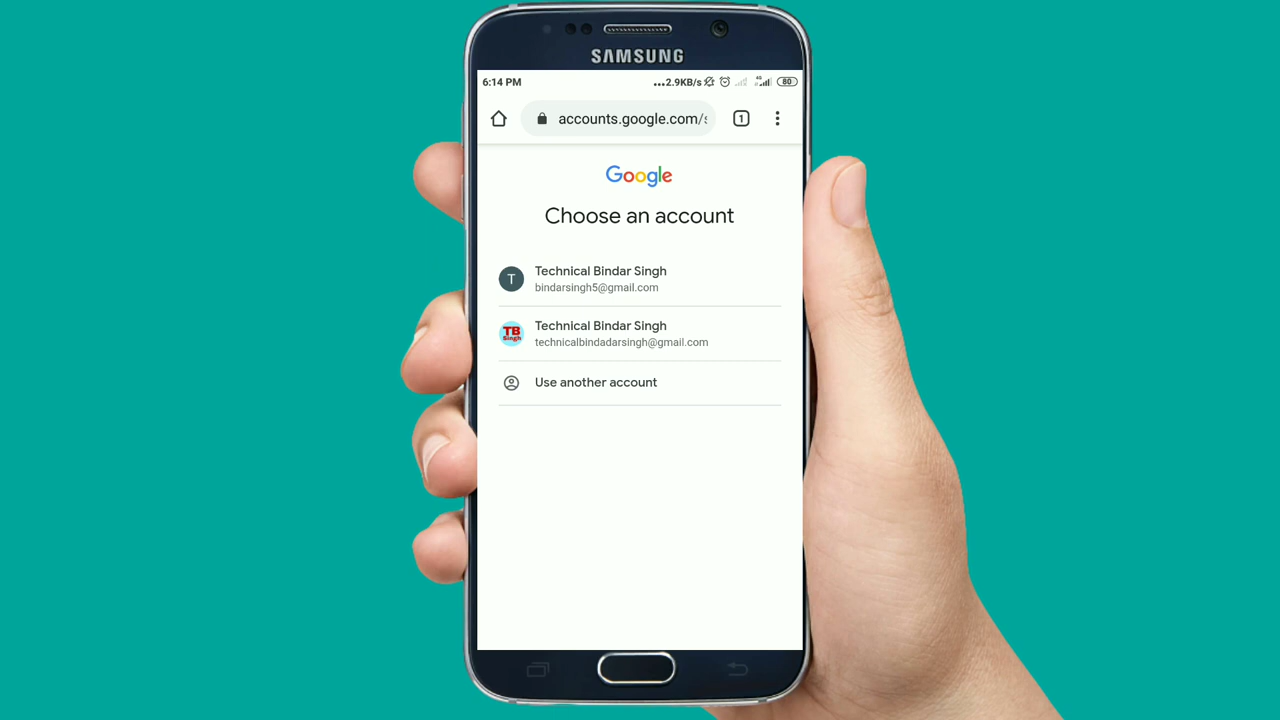 SAMSUNG
6:14 PM
...2.9KB/s 4G 80
accounts.google.com/s
1
Google
Choose an account
T
Technical Bindar Singh
bindarsingh5@gmail.com
TB
Singh
Technical Bindar Singh
technicalbindadarsingh@gmail.com
Use another account